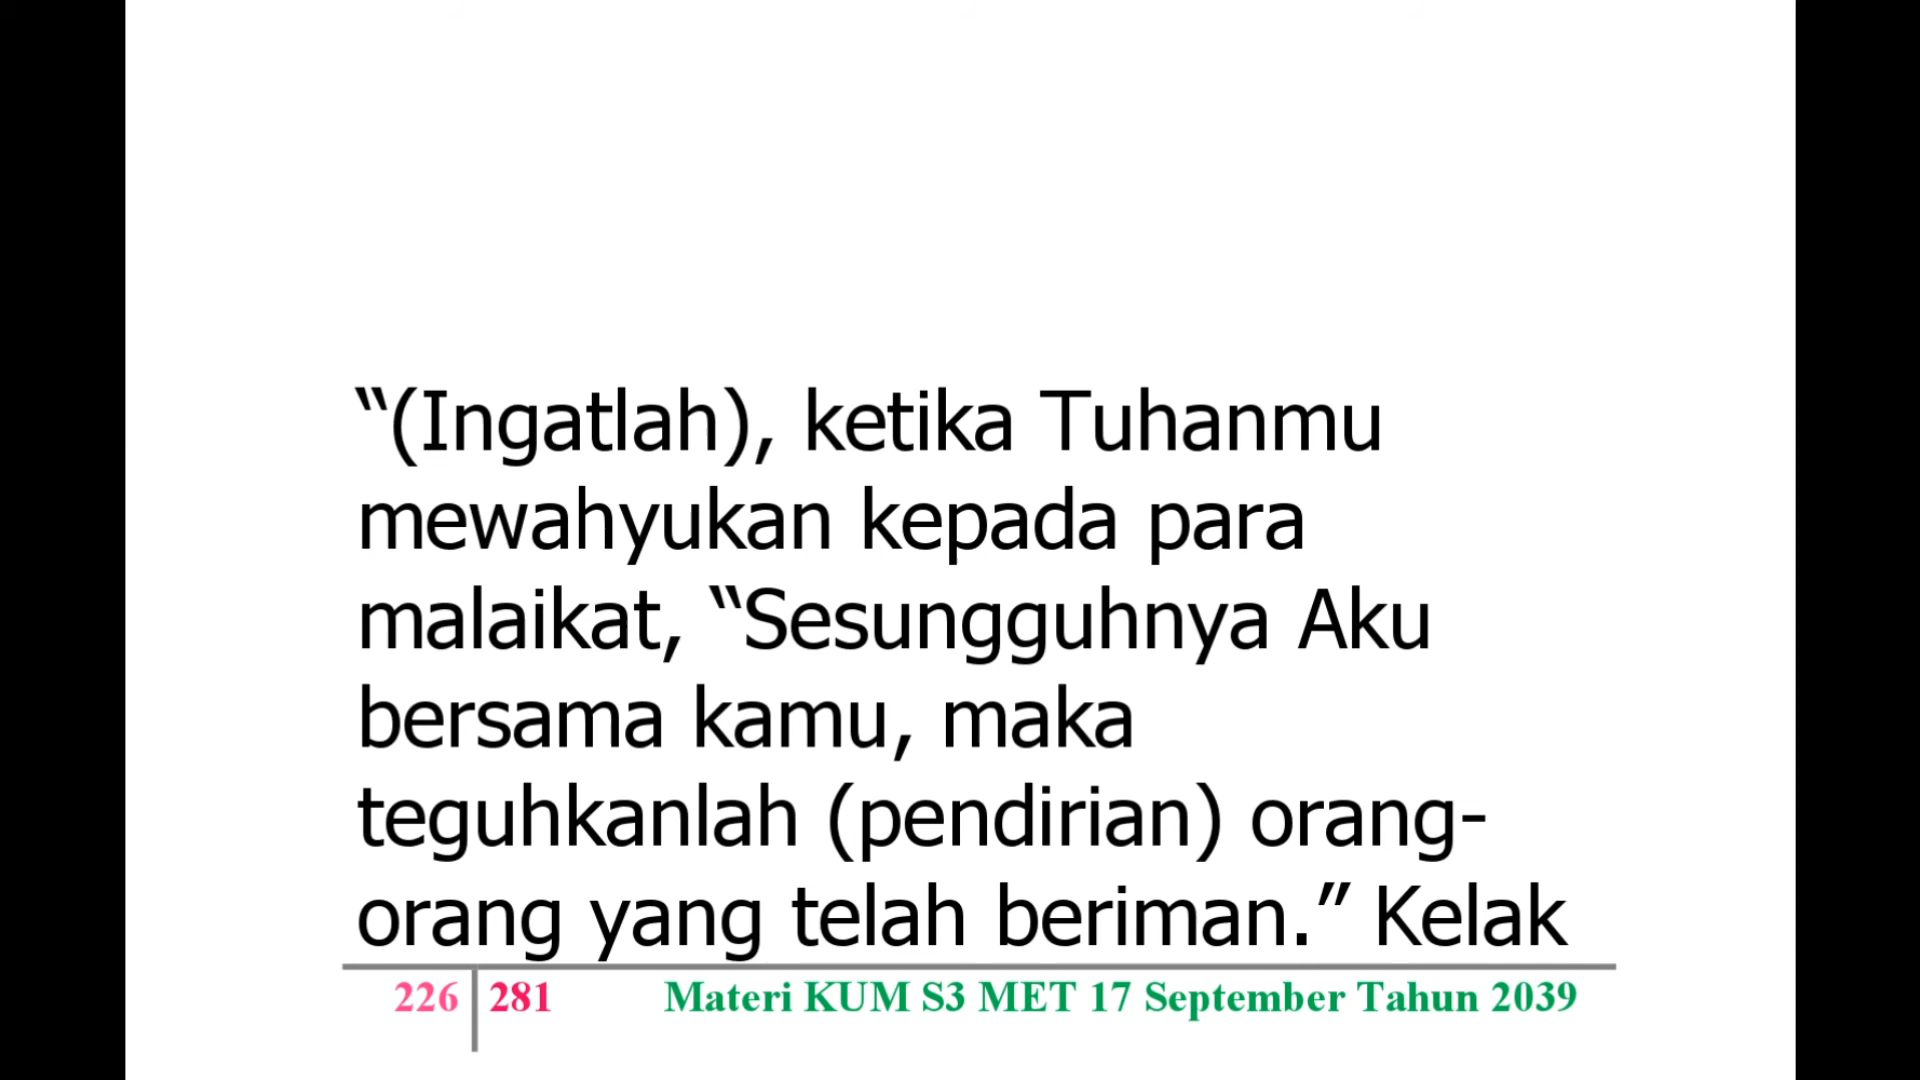 “(Ingatlah), ketika Tuhanmu
mewahyukan kepada para
malaikat, “Sesungguhnya Aku
bersama kamu, maka
teguhkanlah (pendirian) orang-
orang yang telah beriman.” Kelak
226 281 Materi KUM S3 MET 17 September Tahun 2039